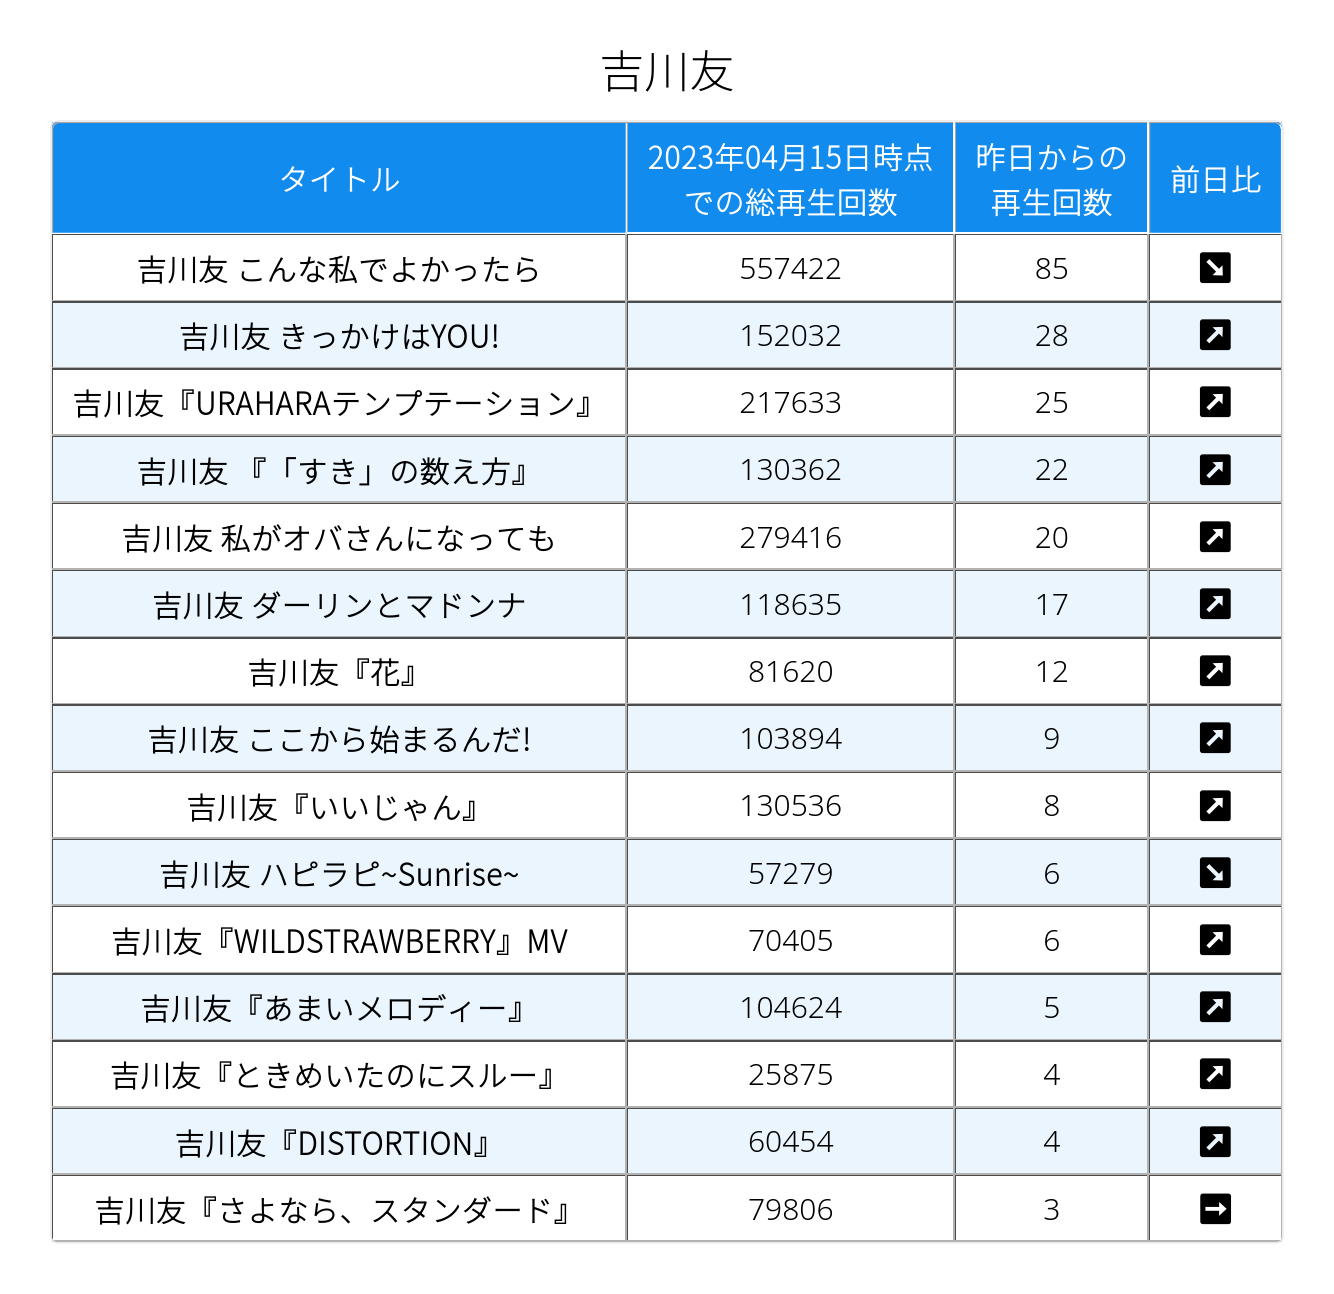 吉川友
タイトル 2023年04月15日時点での総再生回数 昨日からの再生回数 前日比
吉川友 こんな私でよかったら 557422 85 ↘
吉川友 きっかけはYOU! 152032 28 ↗
吉川友『URAHARAテンプテーション』 217633 25 ↗
吉川友 『「すき」の数え方』 130362 22 ↗
吉川友 私がオバさんになっても 279416 20 ↗
吉川友 ダーリンとマドンナ 118635 17 ↗
吉川友『花』 81620 12 ↗
吉川友 ここから始まるんだ! 103894 9 ↗
吉川友『いいじゃん』 130536 8 ↗
吉川友 ハピラピ~Sunrise~ 57279 6 ↘
吉川友『WILDSTRAWBERRY』MV 70405 6 ↗
吉川友『あまいメロディー』 104624 5 ↗
吉川友『ときめいたのにスルー』 25875 4 ↗
吉川友『DISTORTION』 60454 4 ↗
吉川友『さよなら、スタンダード』 79806 3 →